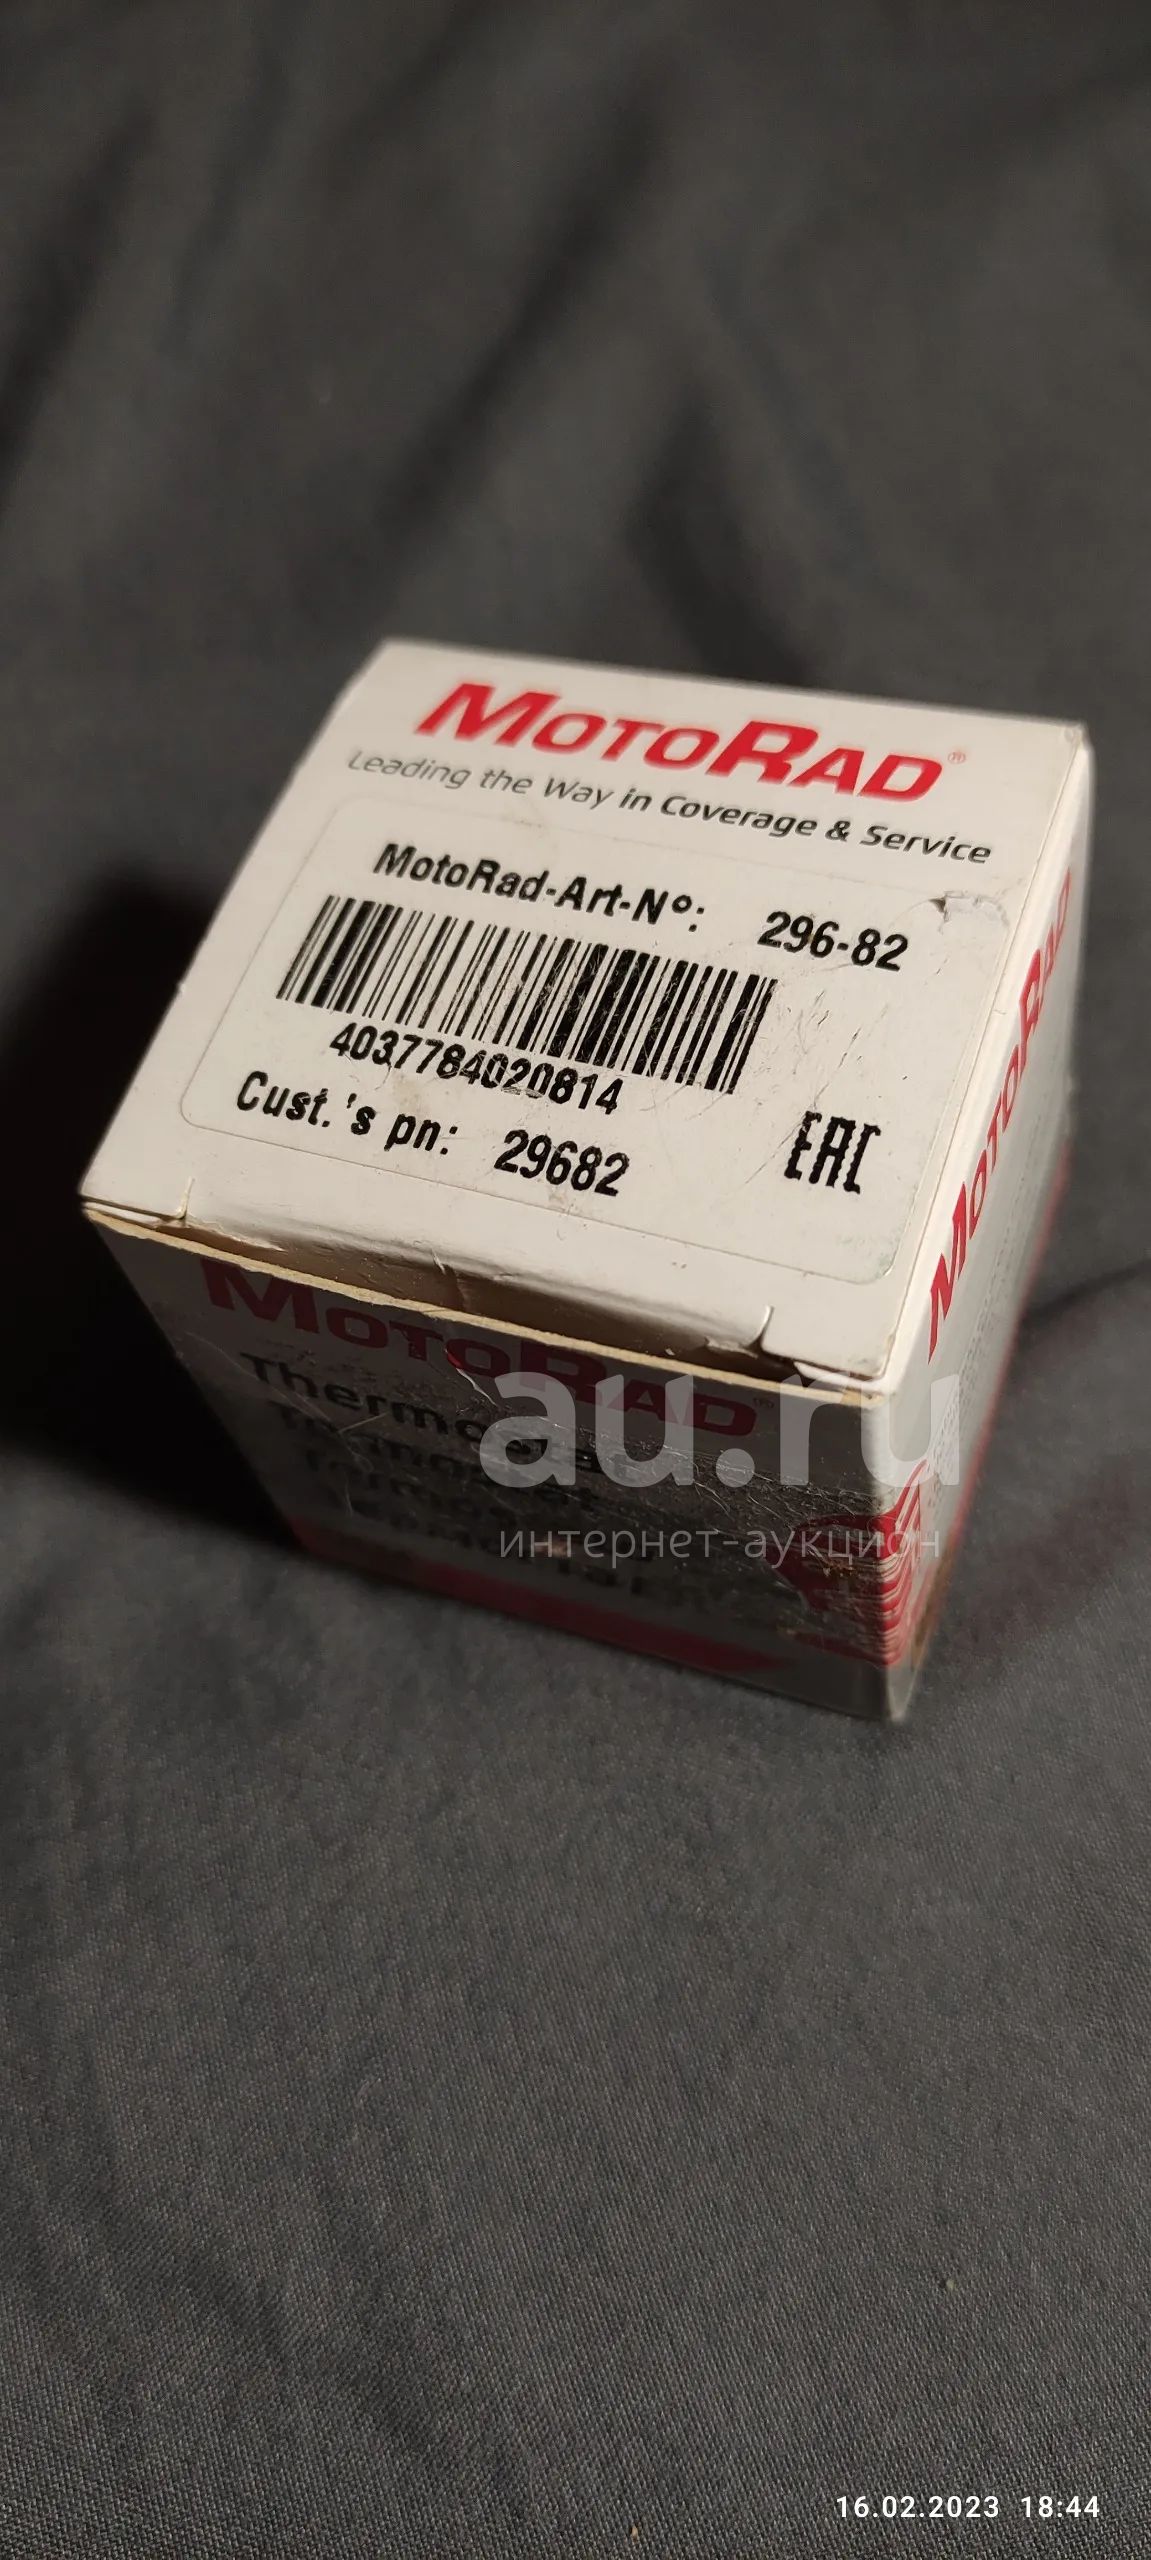 MOTORAD®
Leading the Way in Coverage & Service
MotoRad-Art-Nº: 296-82
4037784020814
Cust.'s pn: 29682
EAC
MOTORAD
MOTORAD®
au.ru
интернет-аукцион
16.02.2023 18:44